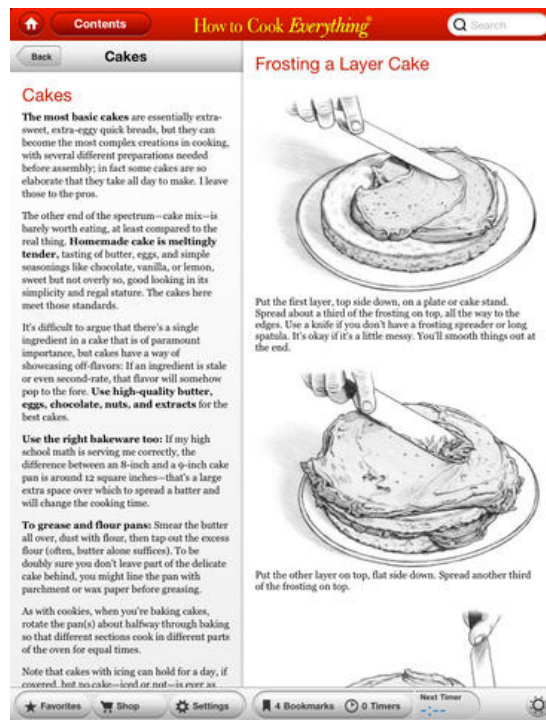 Contents
How to Cook Everything®
Search
Back
Cakes
Cakes
The most basic cakes are essentially extra-
sweet, extra-eggy quick breads, but they can
become the most complex creations in cooking,
with several different preparations needed
before assembly; in fact some cakes are so
elaborate that they take all day to make. I leave
those to the pros.
The other end of the spectrum—cake mix—is
barely worth eating, at least compared to the
real thing. Homemade cake is meltingly
tender, tasting of butter, eggs, and simple
seasonings like chocolate, vanilla, or lemon,
sweet but not overly so, good looking in its
simplicity and regal stature. The cakes here
meet those standards.
It's difficult to argue that there's a single
ingredient in a cake that is of paramount
importance, but cakes have a way of
showcasing off-flavors: If an ingredient is stale
or even second-rate, that flavor will somehow
pop to the fore. Use high-quality butter,
eggs, chocolate, nuts, and extracts for the
best cakes.
Use the right bakeware too: If my high
school math is serving me correctly, the
difference between an 8-inch and a 9-inch cake
pan is around 12 square inches—that's a large
extra space over which to spread a batter and
will change the cooking time.
To grease and flour pans: Smear the butter
all over, dust with flour, then tap out the excess
flour (often, butter alone suffices). To be
doubly sure you don't leave part of the delicate
cake behind, you might line the pan with
parchment or wax paper before greasing.
As with cookies, when you're baking cakes,
rotate the pan(s) about halfway through baking
so that different sections cook in different parts
of the oven for equal times.
Note that cakes with icing can hold for a day, if
covered, but no cake—iced or not—is ever as
Frosting a Layer Cake
Put the first layer, top side down, on a plate or cake stand.
Spread about a third of the frosting on top, all the way to the
edges. Use a knife if you don't have a frosting spreader or long
spatula. It's okay if it's a little messy. You'll smooth things out at
the end.
Put the other layer on top, flat side down. Spread another third
of the frosting on top.
Favorites
Shop
Settings
4 Bookmarks
0 Timers
Next Timer
-:--